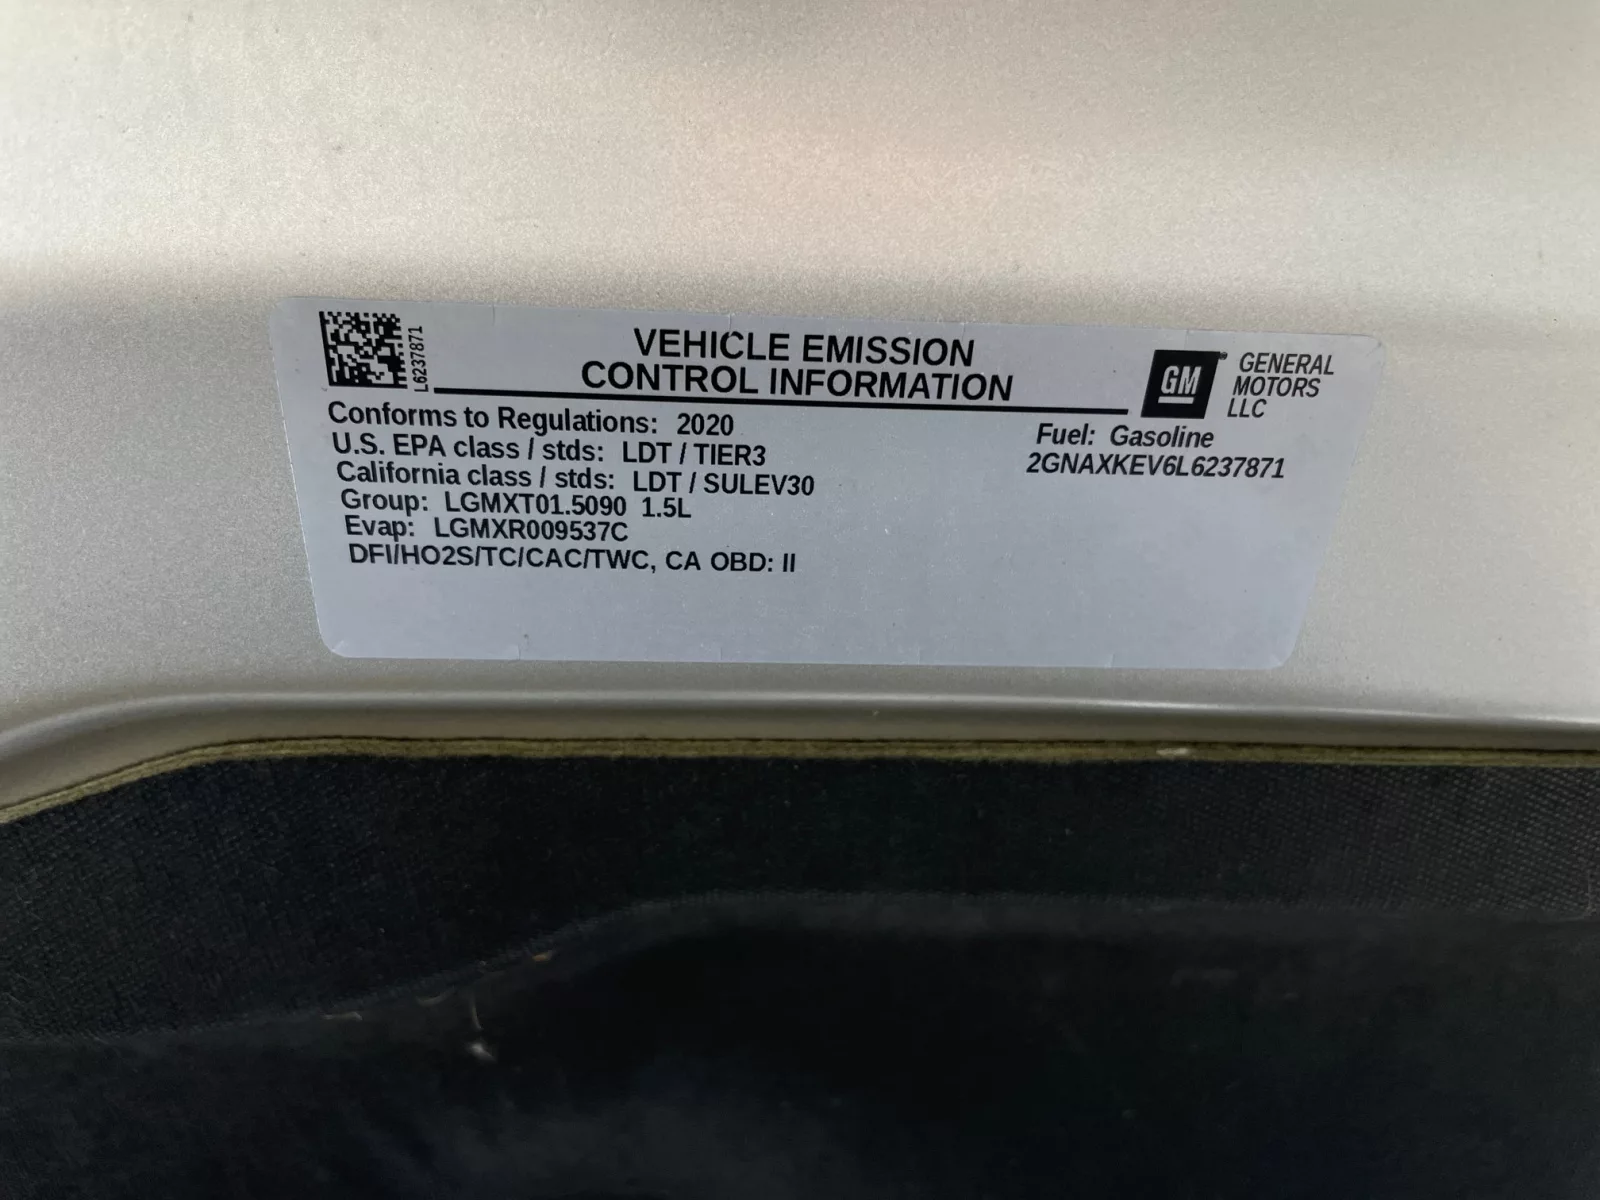 L6237871
VEHICLE EMISSION
CONTROL INFORMATION
GM
GENERAL
MOTORS
LLC
Conforms to Regulations: 2020
U.S. EPA class / stds: LDT / TIER3
California class / stds: LDT / SULEV30
Group: LGMXT01.5090 1.5L
Evap: LGMXR009537C
DFI/HO2S/TC/CAC/TWC, CA OBD: II
Fuel: Gasoline
2GNAXKEV6L6237871